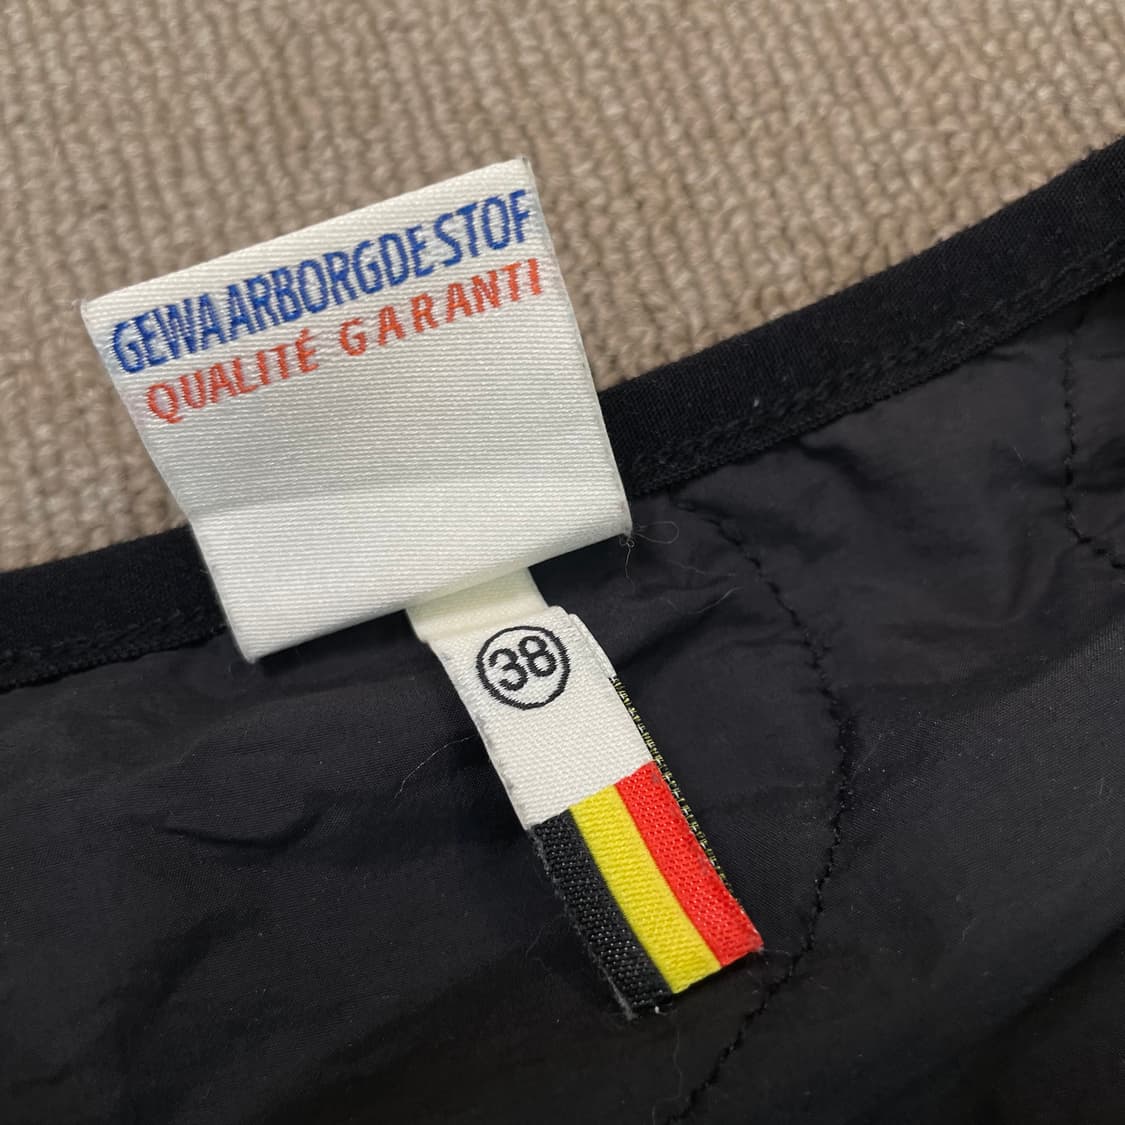 GEWAARBORGDE STOF
QUALITÉ GARANTI
38